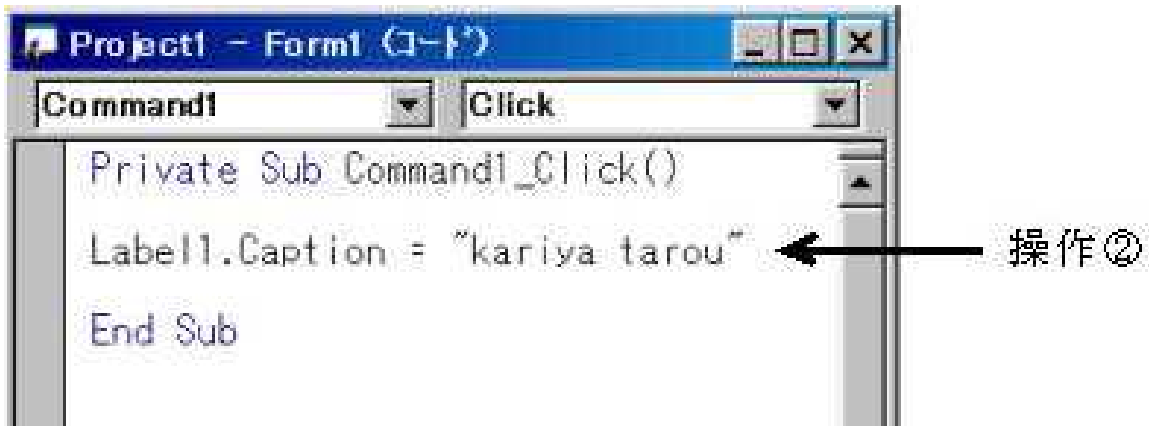 Project1 - Form1 (コード)
Command1 Click
Private Sub Command1_Click()
Label1.Caption = "kariya tarou" 操作②
End Sub